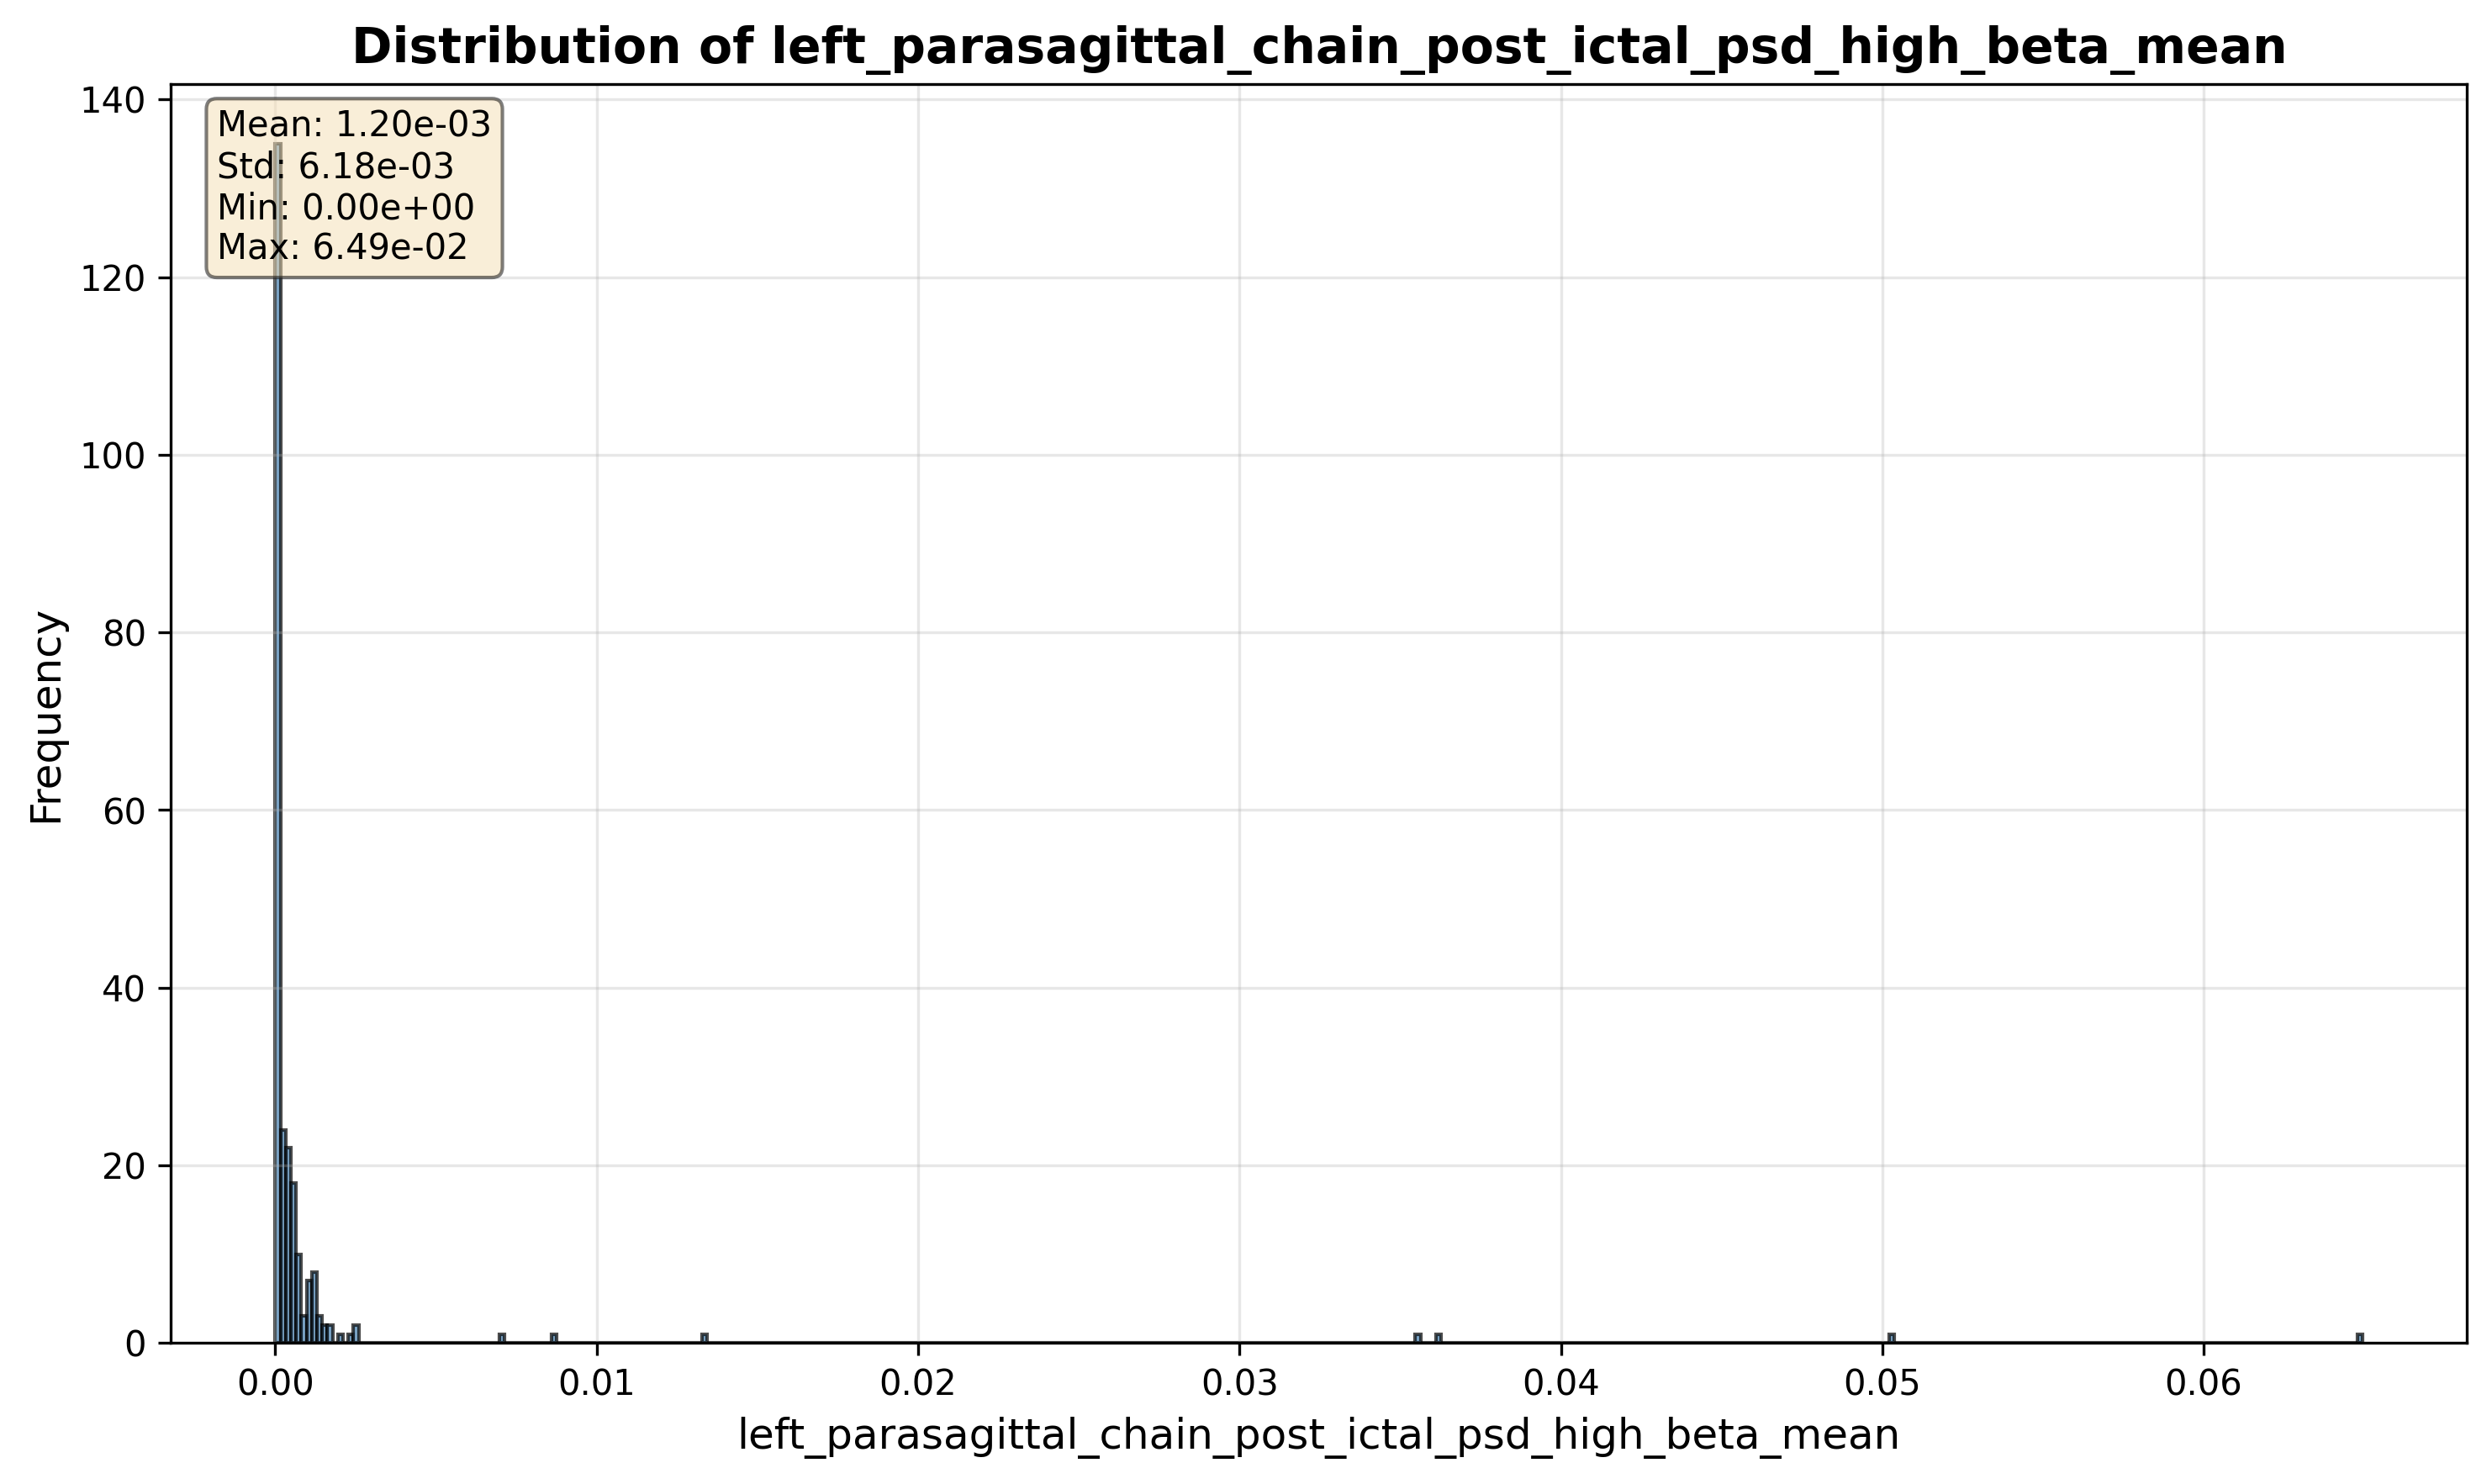 Distribution of left_parasagittal_chain_post_ictal_psd_high_beta_mean
140
120
100
80
60
40
20
0
Mean: 1.20e-03
Std: 6.18e-03
Min: 0.00e+00
Max: 6.49e-02
Frequency
0.00 0.01 0.02 0.03 0.04 0.05 0.06
left_parasagittal_chain_post_ictal_psd_high_beta_mean